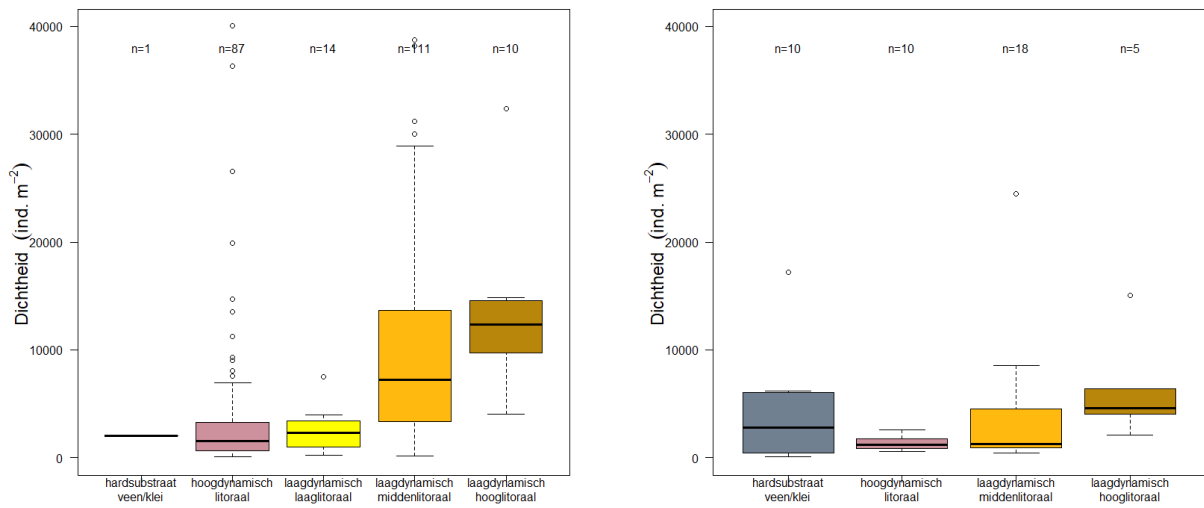 40000
30000
20000
10000
0
Dichtheid (ind. m⁻²)
n=1 n=87 n=14 n=111 n=10
hardsubstraat veen/klei
hoogdynamisch litoraal
laagdynamisch laaglitoraal
laagdynamisch middenlitoraal
laagdynamisch hooglitoraal
40000
30000
20000
10000
0
Dichtheid (ind. m⁻²)
n=10 n=10 n=18 n=5
hardsubstraat veen/klei
hoogdynamisch litoraal
laagdynamisch middenlitoraal
laagdynamisch hooglitoraal